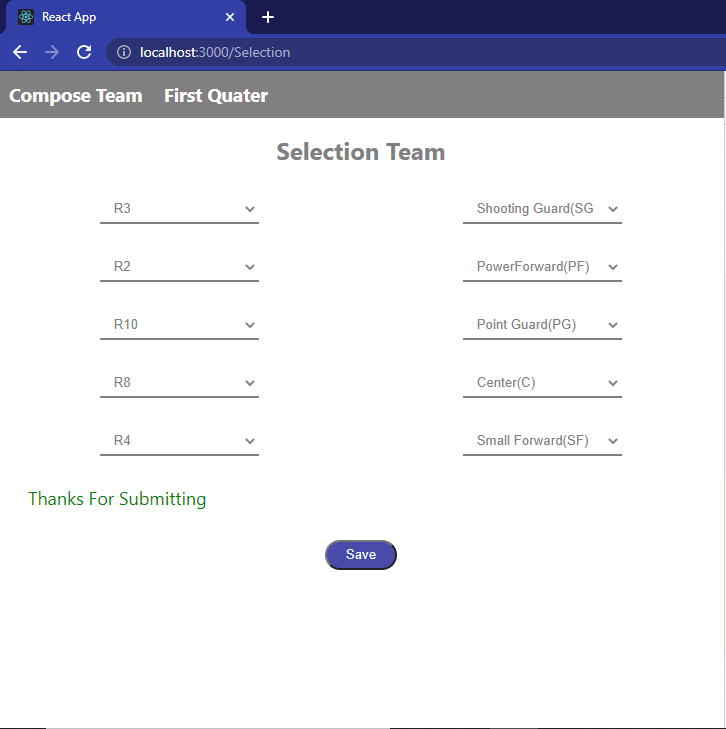 React App
localhost:3000/Selection
Compose Team First Quater
Selection Team
R3 Shooting Guard(SG
R2 PowerForward(PF)
R10 Point Guard(PG)
R8 Center(C)
R4 Small Forward(SF)
Thanks For Submitting
Save